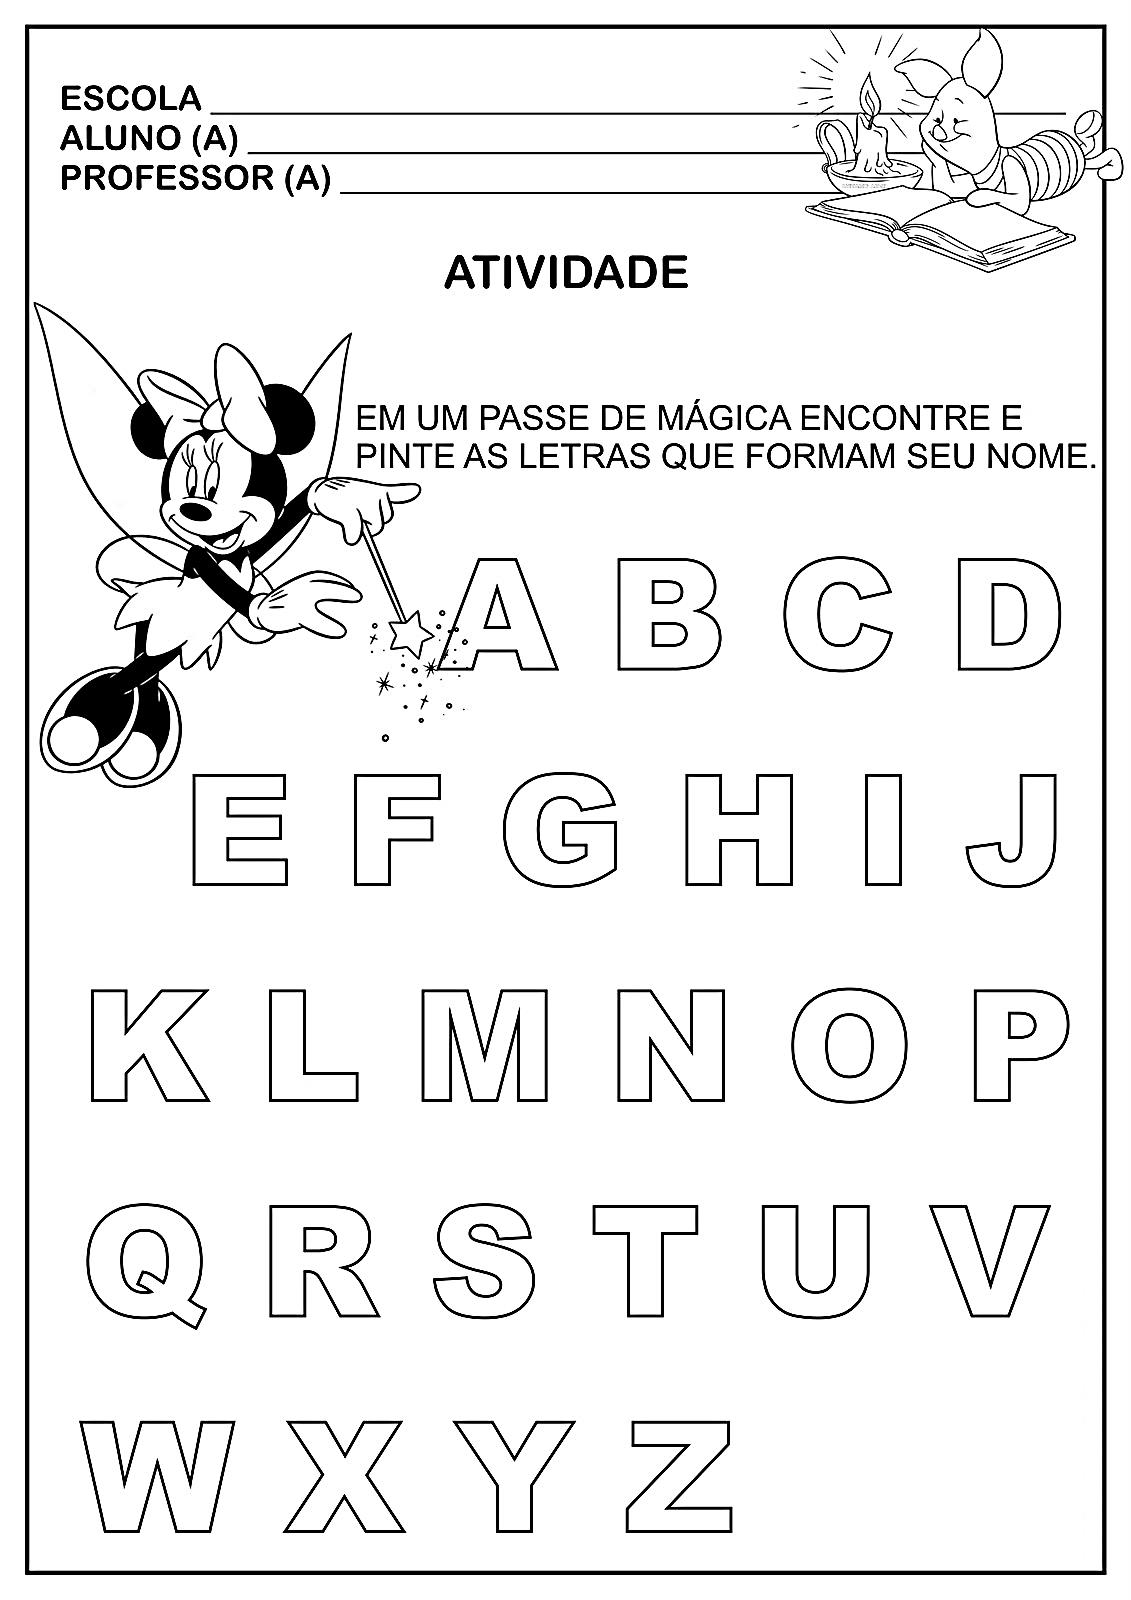 ESCOLA
ALUNO (A)
PROFESSOR (A)
ATIVIDADE
EM UM PASSE DE MÁGICA ENCONTRE E
PINTE AS LETRAS QUE FORMAM SEU NOME.
A B C D
E F G H I J
K L M N O P
Q R S T U V
W X Y Z